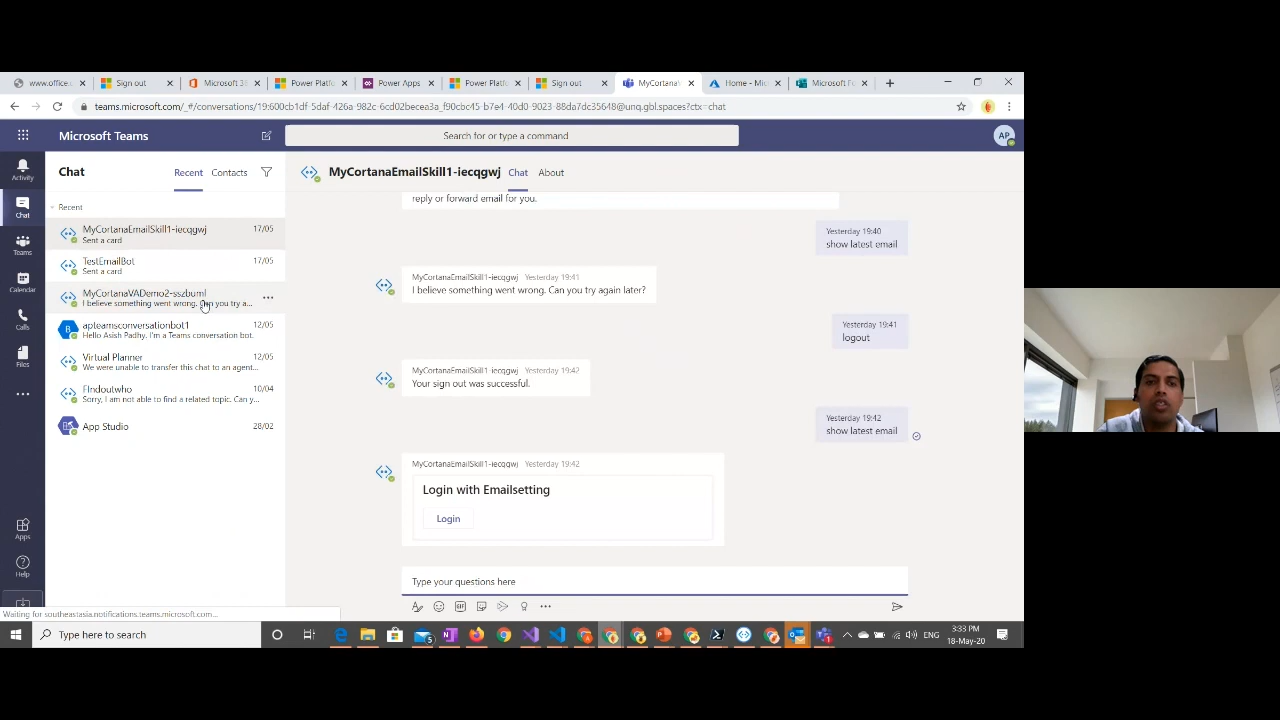 www.office.c
Sign out
Microsoft 36
Power Platfo
Power Apps
Power Platfo
Sign out
MyCortanaV
Home - Micr
Microsoft Fo
teams.microsoft.com/_#/conversations/19:600cb1df-5daf-426a-982c-6cd02becea3a_f90cbc45-b7e4-40d0-9023-88da7dc35648@unq.gbl.spaces?ctx=chat
Microsoft Teams
Search for or type a command
AP
Activity
Chat
Teams
Calendar
Calls
Files
Apps
Help
Chat
Recent
Contacts
Recent
MyCortanaEmailSkill1-iecqgwj
17/05
Sent a card
TestEmailBot
17/05
Sent a card
MyCortanaVADemo2-sszbuml
I believe something went wrong. Can you try a...
apteamsconversationbot1
12/05
Hello Asish Padhy. I'm a Teams conversation bot.
Virtual Planner
12/05
We were unable to transfer this chat to an agent...
FIndoutwho
10/04
Sorry, I am not able to find a related topic. Can y...
App Studio
28/02
MyCortanaEmailSkill1-iecqgwj
Chat
About
reply or forward email for you.
Yesterday 19:40
show latest email
MyCortanaEmailSkill1-iecqgwj Yesterday 19:41
I believe something went wrong. Can you try again later?
Yesterday 19:41
logout
MyCortanaEmailSkill1-iecqgwj Yesterday 19:42
Your sign out was successful.
Yesterday 19:42
show latest email
MyCortanaEmailSkill1-iecqgwj Yesterday 19:42
Login with Emailsetting
Login
Type your questions here
Waiting for southeastasia.notifications.teams.microsoft.com...
Type here to search
ENG
3:33 PM
18-May-20